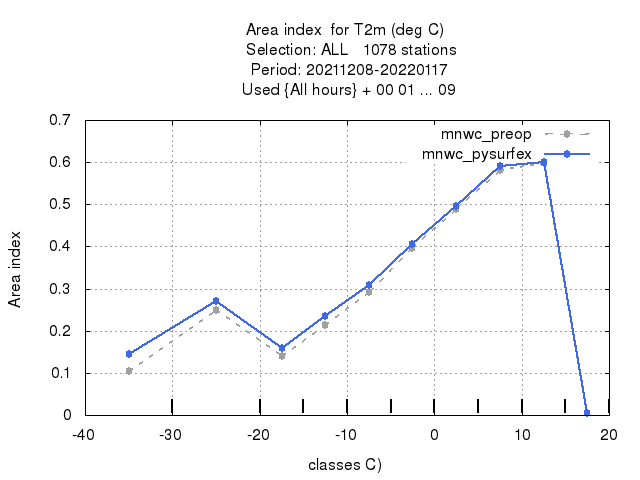 Area index  for T2m (deg C)
Selection: ALL   1078 stations
Period: 20211208-20220117
Used {All hours} + 00 01 ... 09
mnwc_preop
mnwc_pysurfex
0.7
0.6
0.5
0.4
0.3
0.2
0.1
0
Area index
-40 -30 -20 -10 0 10 20
classes C)